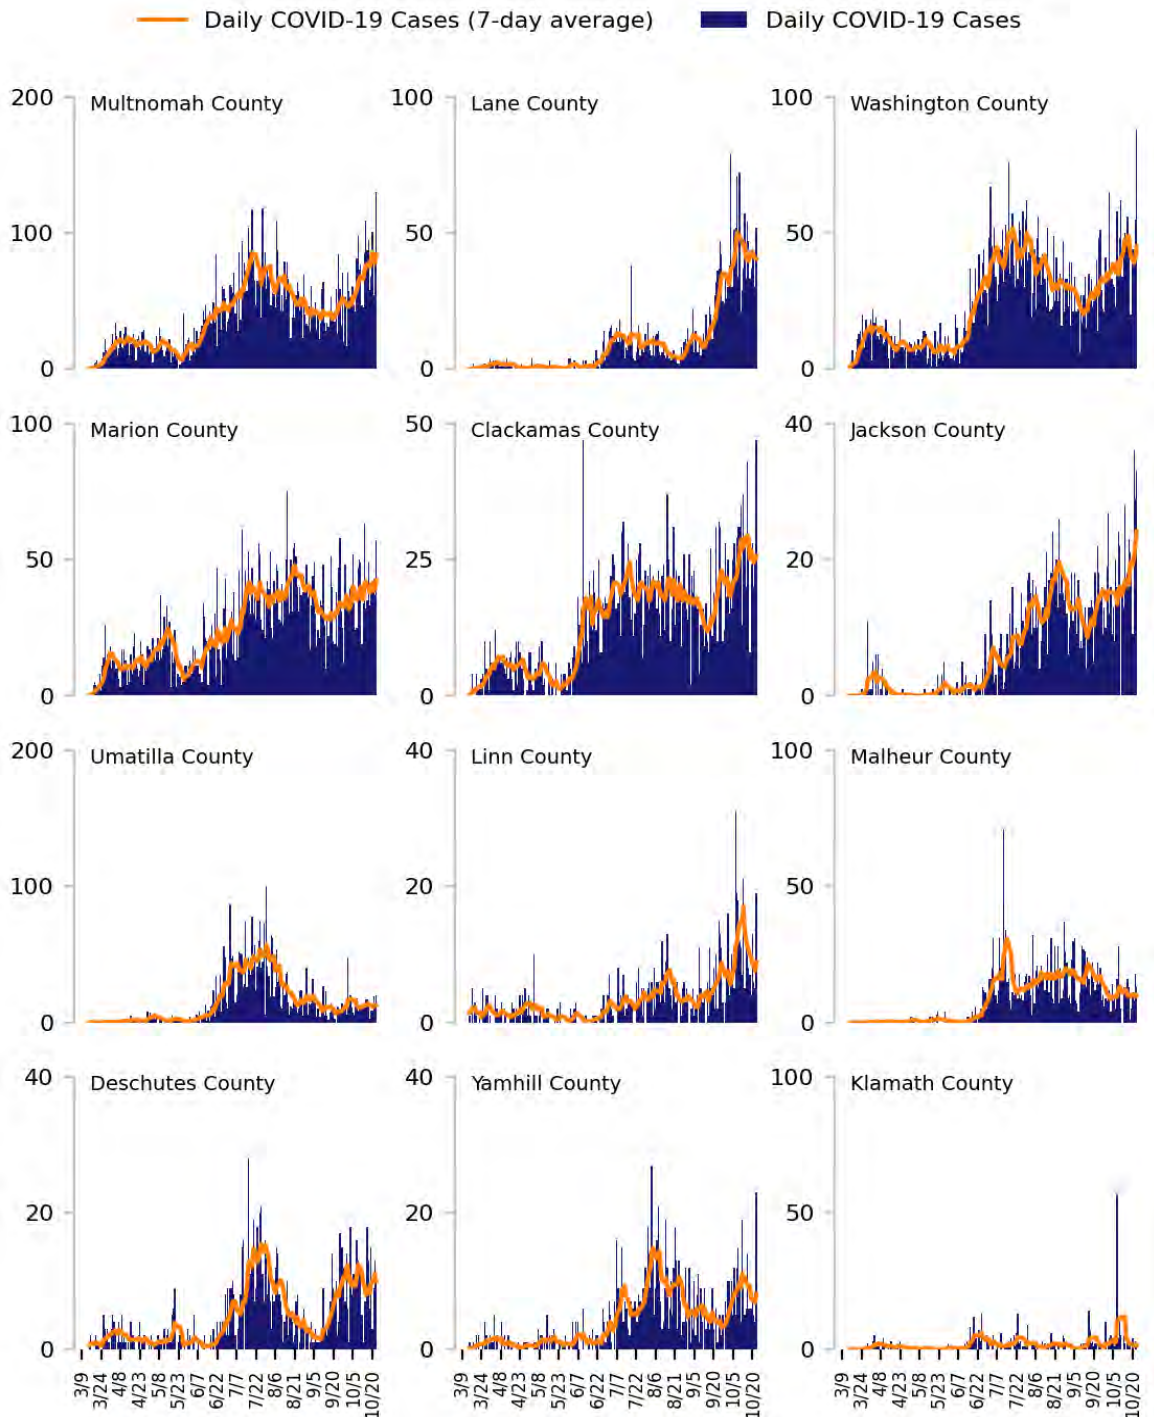 Daily COVID-19 Cases (7-day average) Daily COVID-19 Cases
200 Multnomah County 100 Lane County 100 Washington County
100 50 50
0 0 0
100 Marion County 50 Clackamas County 40 Jackson County
50 25 20
0 0 0
200 Umatilla County 40 Linn County 100 Malheur County
100 20 50
0 0 0
40 Deschutes County 40 Yamhill County 100 Klamath County
20 20 50
0 0 0
3/9 3/24 4/8 4/23 5/8 5/23 6/7 6/22 7/7 7/22 8/6 8/21 9/5 9/20 10/5 10/20 3/9 3/24 4/8 4/23 5/8 5/23 6/7 6/22 7/7 7/22 8/6 8/21 9/5 9/20 10/5 10/20 3/9 3/24 4/8 4/23 5/8 5/23 6/7 6/22 7/7 7/22 8/6 8/21 9/5 9/20 10/5 10/20